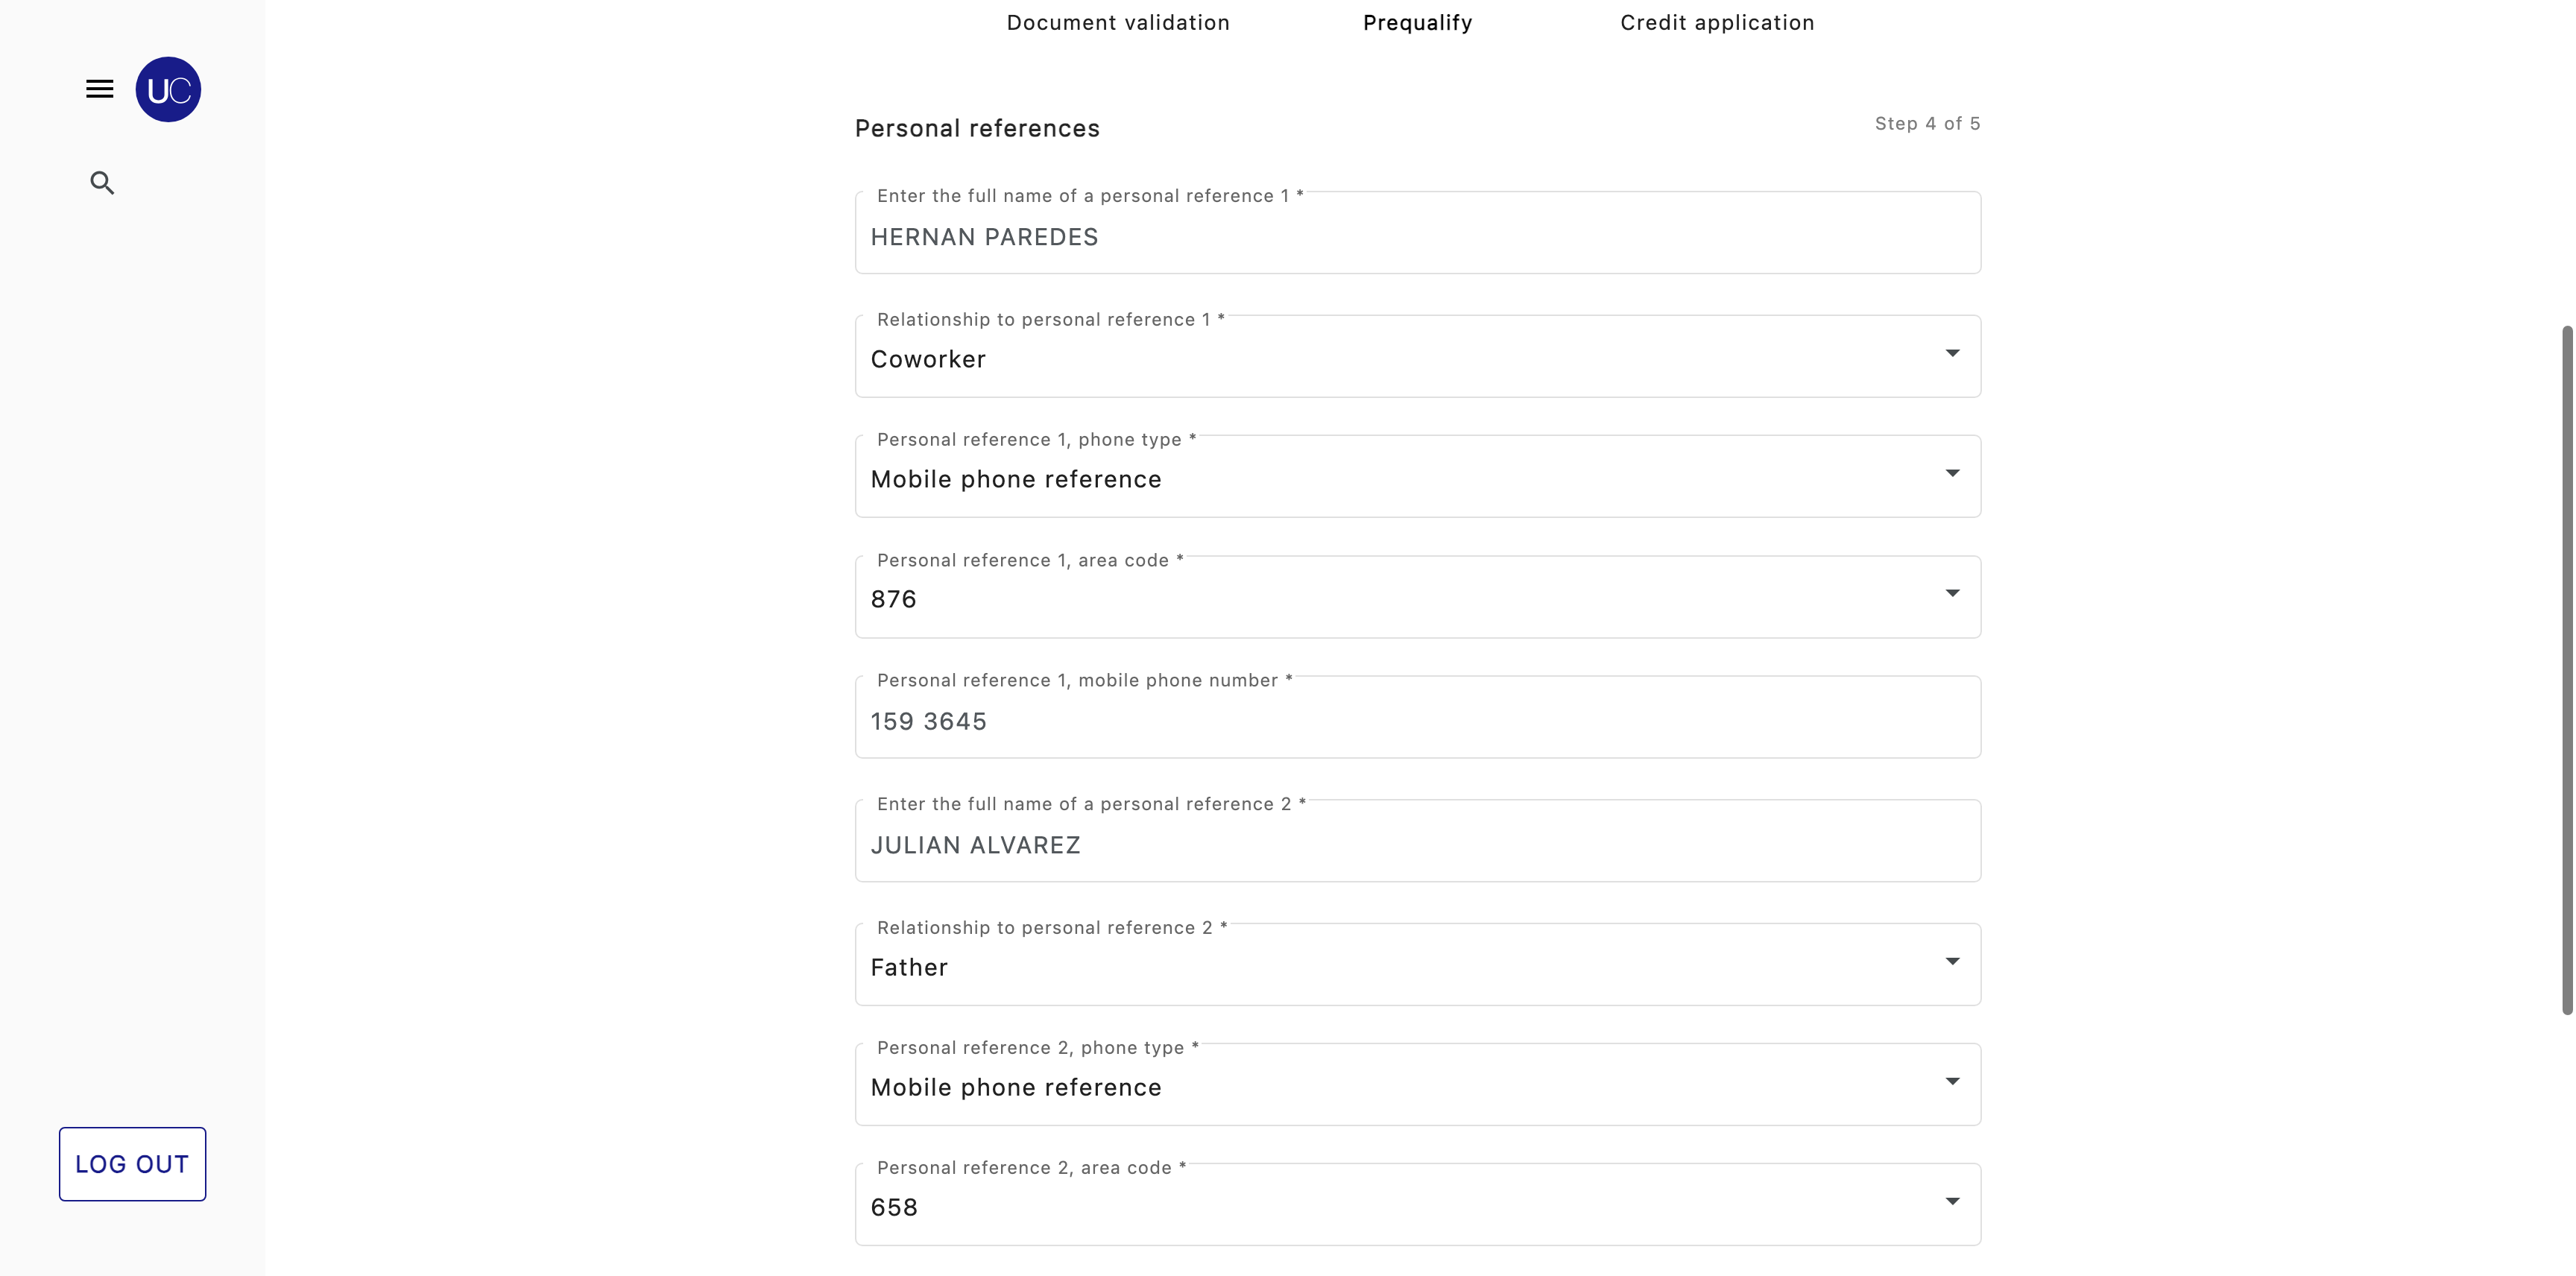 Document validation
Prequalify
Credit application
UC
Personal references
Step 4 of 5
Enter the full name of a personal reference 1 *
HERNAN PAREDES
Relationship to personal reference 1 *
Coworker
Personal reference 1, phone type *
Mobile phone reference
Personal reference 1, area code *
876
Personal reference 1, mobile phone number *
159 3645
Enter the full name of a personal reference 2 *
JULIAN ALVAREZ
Relationship to personal reference 2 *
Father
Personal reference 2, phone type *
Mobile phone reference
Personal reference 2, area code *
658
LOG OUT